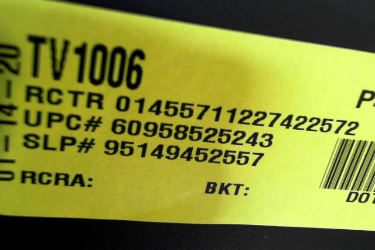 TV1006
RCTR 01455711227422572
UPC# 60958525243
SLP# 95149452557
RCRA:
BKT:
01-14-20